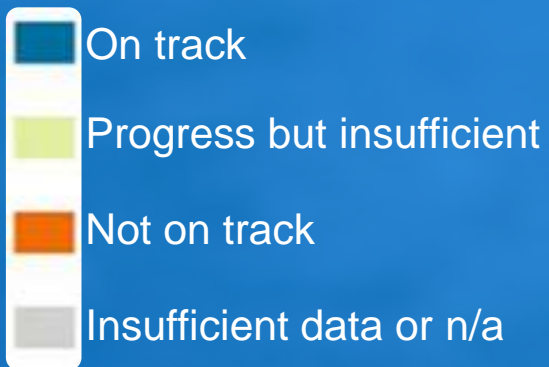 On track
Progress but insufficient
Not on track
Insufficient data or n/a